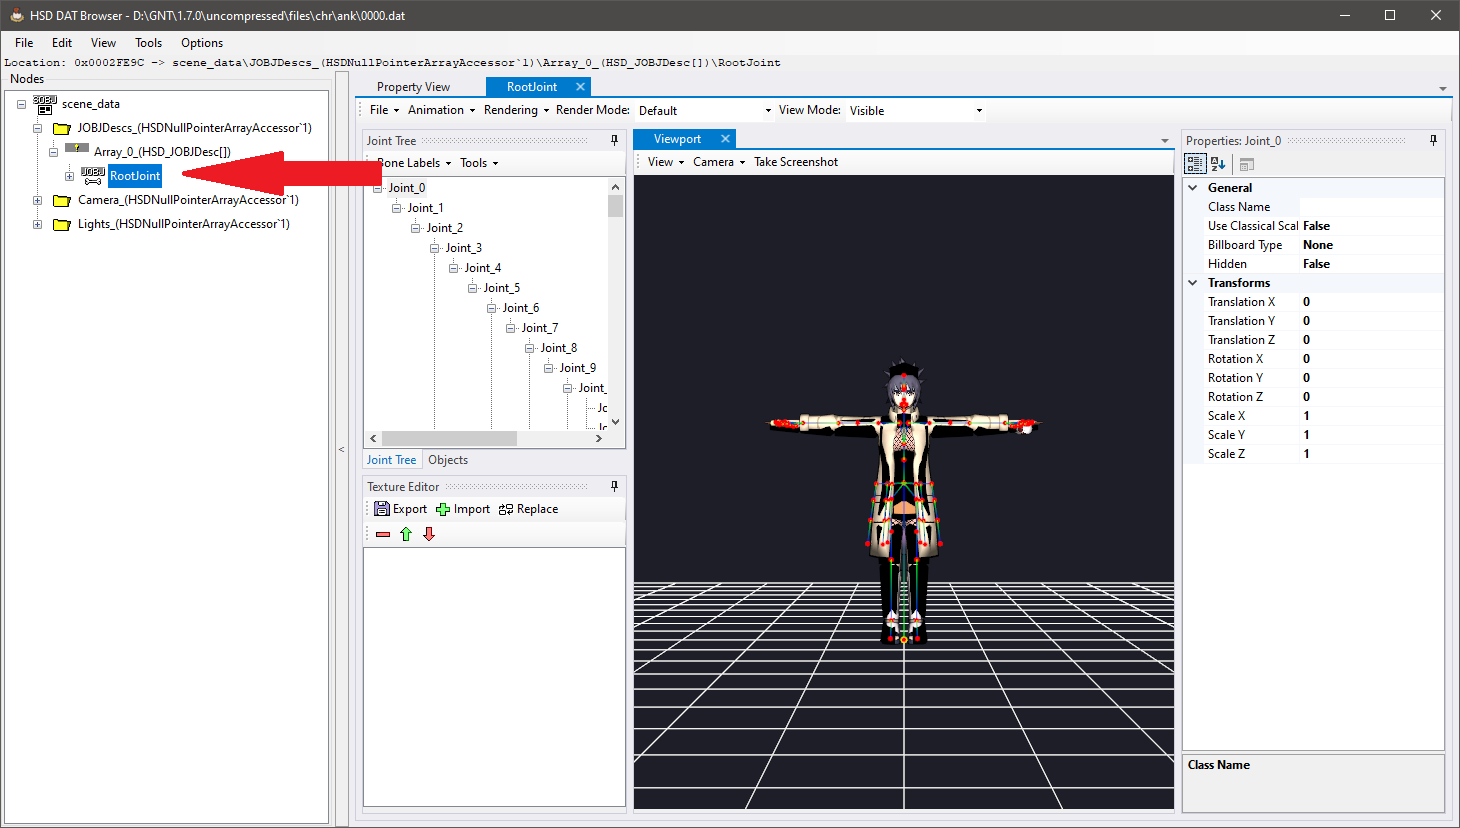 HSD DAT Browser - D:\GNT\1.7.0\uncompressed\files\chr\ank\0000.dat
File Edit View Tools Options
Location: 0x0002FE9C -> scene_data\JOBJDescs_(HSDNullPointerArrayAccessor`1)\Array_0_(HSD_JOBJDesc[])\RootJoint
Nodes
scene_data
JOBJDescs_(HSDNullPointerArrayAccessor`1)
Array_0_(HSD_JOBJDesc[])
JOBJ RootJoint
Camera_(HSDNullPointerArrayAccessor`1)
Lights_(HSDNullPointerArrayAccessor`1)
<
Property View RootJoint
File Animation Rendering Render Mode: Default View Mode: Visible
Joint Tree
Bone Labels Tools
Joint_0
Joint_1
Joint_2
Joint_3
Joint_4
Joint_5
Joint_6
Joint_7
Joint_8
Joint_9
Joint_
Jc
Joint Tree Objects
Texture Editor
Export Import Replace
Viewport
View Camera Take Screenshot
Properties: Joint_0
General
Class Name
Use Classical Scal False
Billboard Type None
Hidden False
Transforms
Translation X 0
Translation Y 0
Translation Z 0
Rotation X 0
Rotation Y 0
Rotation Z 0
Scale X 1
Scale Y 1
Scale Z 1
Class Name